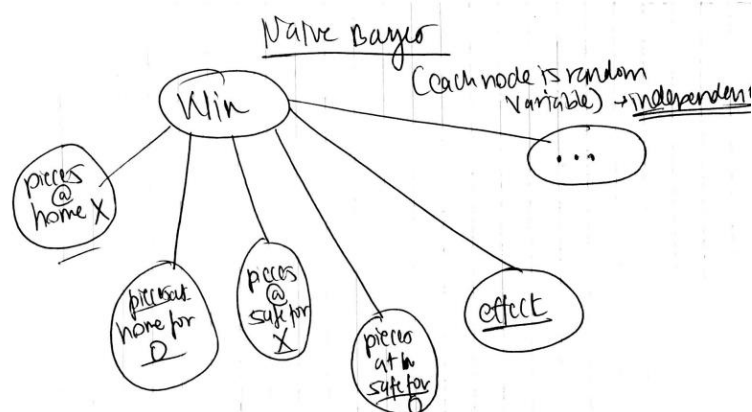 Naive Bayes
(each node is random
variable) → independent
Win
...
pieces
@
home X
pieces at
home for
O
pieces
@
safe for
X
pieces
at
safe for
O
effect